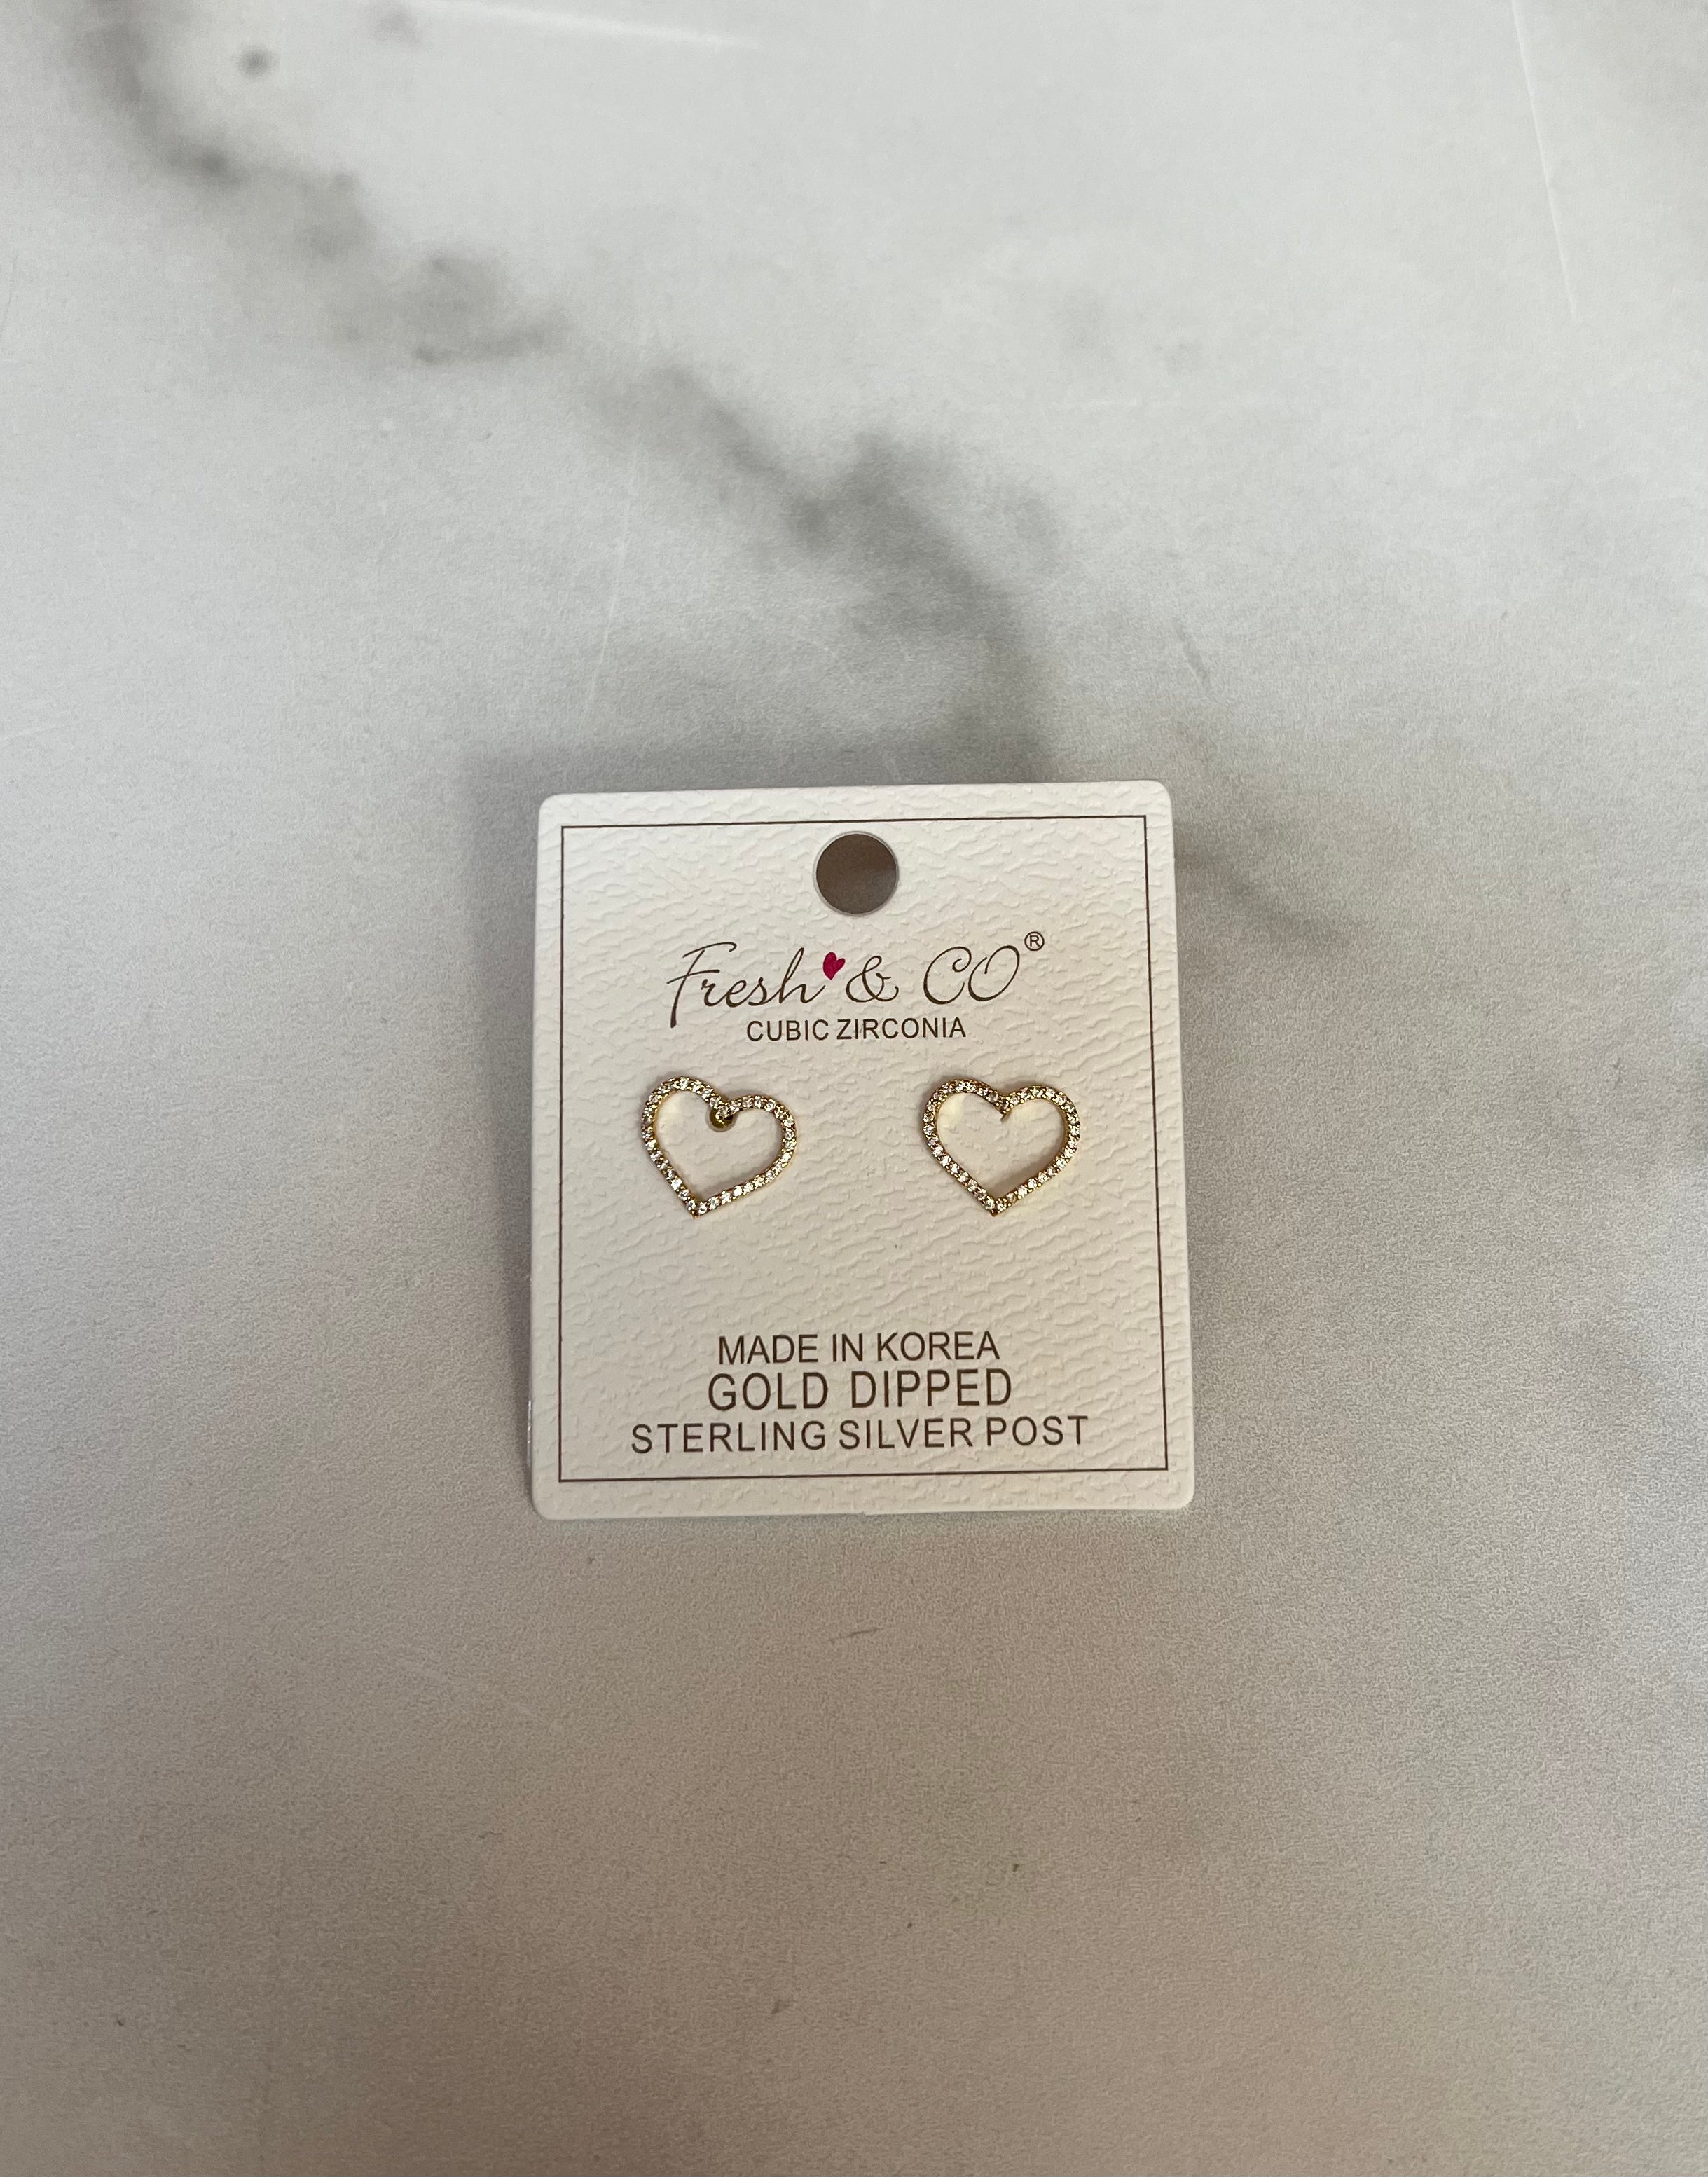 Fresh & CO®
CUBIC ZIRCONIA
MADE IN KOREA
GOLD DIPPED
STERLING SILVER POST